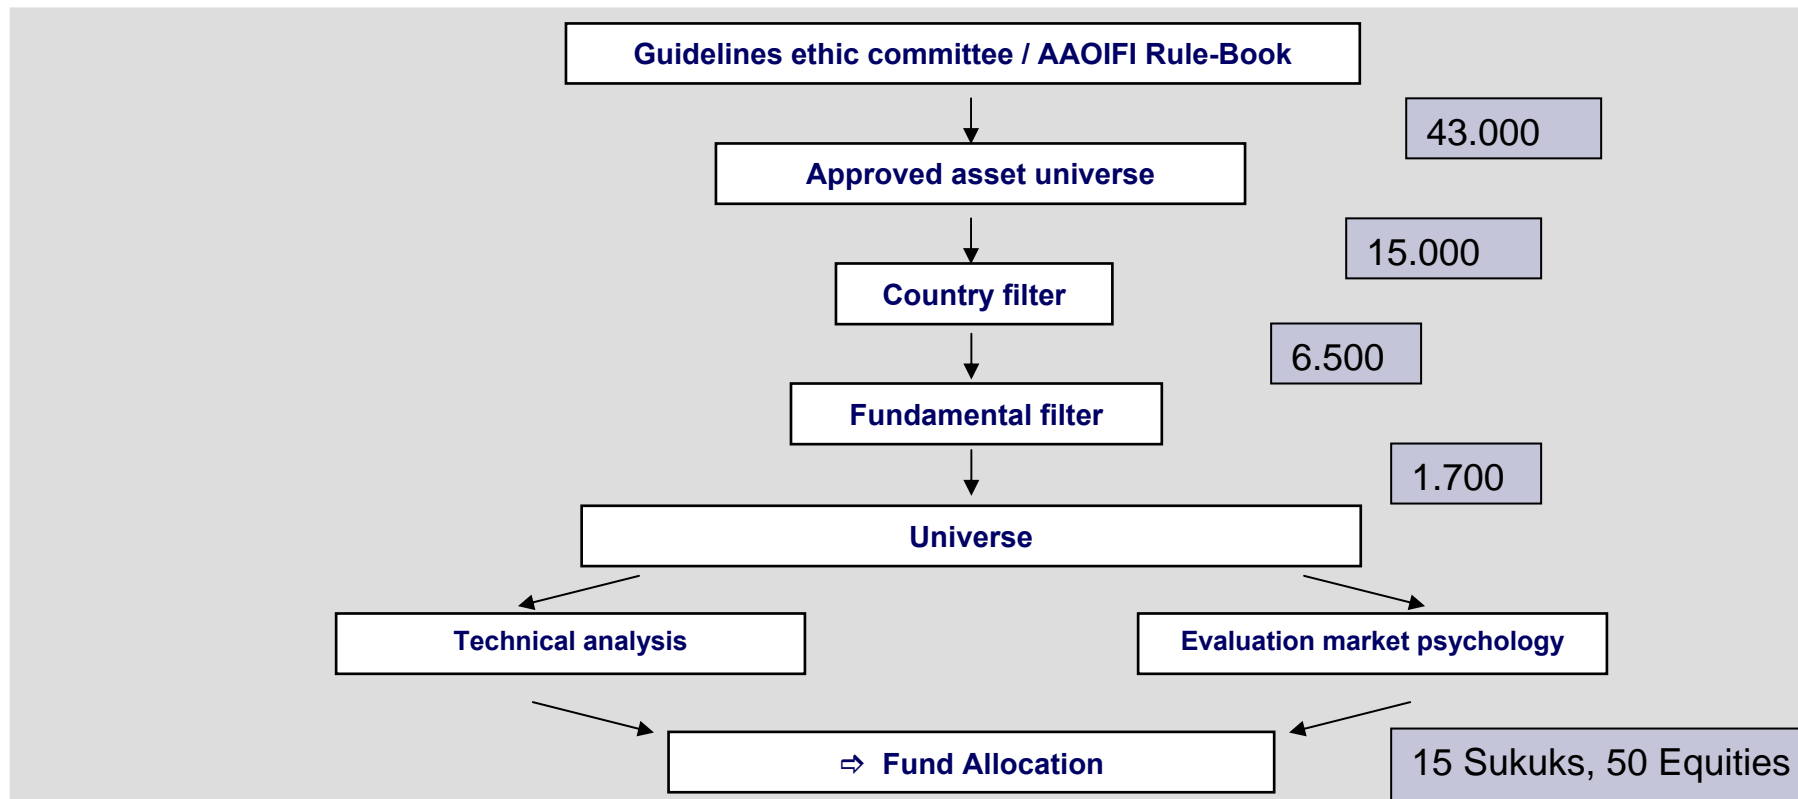 Guidelines ethic committee / AAOIFI Rule-Book
43.000
Approved asset universe
15.000
Country filter
6.500
Fundamental filter
1.700
Universe
Technical analysis
Evaluation market psychology
⇨ Fund Allocation
15 Sukuks, 50 Equities